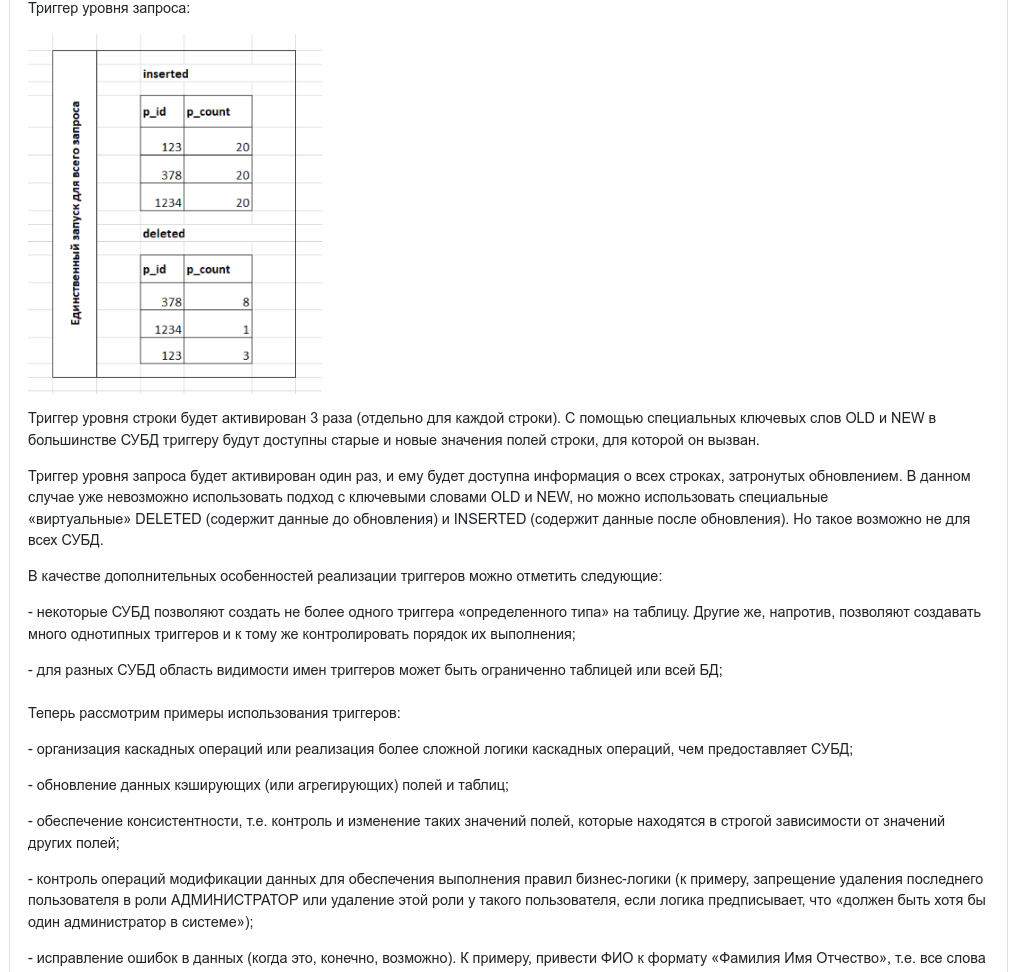 Триггер уровня запроса:
Единственный запуск для всего запроса
inserted
p_id p_count
123 20
378 20
1234 20
deleted
p_id p_count
378 8
1234 1
123 3
Триггер уровня строки будет активирован 3 раза (отдельно для каждой строки). С помощью специальных ключевых слов OLD и NEW в
большинстве СУБД триггеру будут доступны старые и новые значения полей строки, для которой он вызван.
Триггер уровня запроса будет активирован один раз, и ему будет доступна информация о всех строках, затронутых обновлением. В данном
случае уже невозможно использовать подход с ключевыми словами OLD и NEW, но можно использовать специальные
«виртуальные» DELETED (содержит данные до обновления) и INSERTED (содержит данные после обновления). Но такое возможно не для
всех СУБД.
В качестве дополнительных особенностей реализации триггеров можно отметить следующие:
- некоторые СУБД позволяют создать не более одного триггера «определенного типа» на таблицу. Другие же, напротив, позволяют создавать
много однотипных триггеров и к тому же контролировать порядок их выполнения;
- для разных СУБД область видимости имен триггеров может быть ограниченно таблицей или всей БД;
Теперь рассмотрим примеры использования триггеров:
- организация каскадных операций или реализация более сложной логики каскадных операций, чем предоставляет СУБД;
- обновление данных кэширующих (или агрегирующих) полей и таблиц;
- обеспечение консистентности, т.е. контроль и изменение таких значений полей, которые находятся в строгой зависимости от значений
других полей;
- контроль операций модификации данных для обеспечения выполнения правил бизнес-логики (к примеру, запрещение удаления последнего
пользователя в роли АДМИНИСТРАТОР или удаление этой роли у такого пользователя, если логика предписывает, что «должен быть хотя бы
один администратор в системе»);
- исправление ошибок в данных (когда это, конечно, возможно). К примеру, привести ФИО к формату «Фамилия Имя Отчество», т.е. все слова